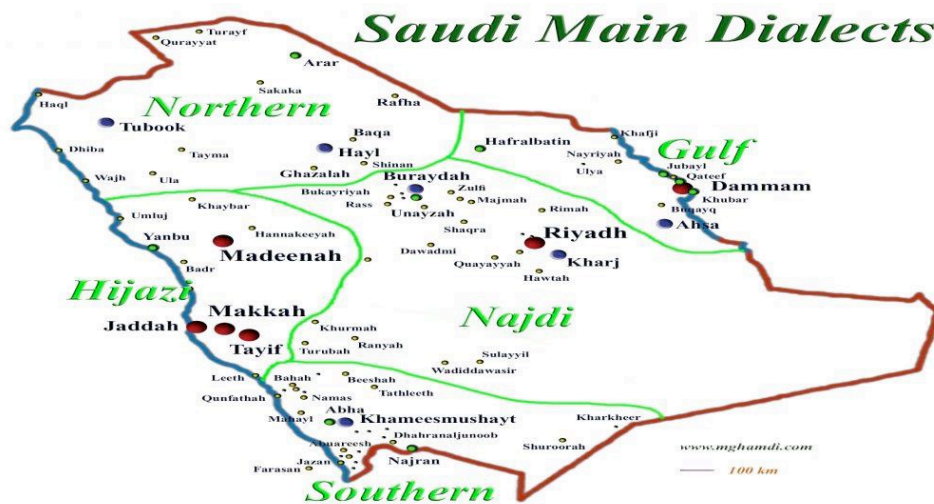 Saudi Main Dialects
Turayf
Qurayyat
Arar
Sakaka
Rafha
Haql
Northern
Tubook
Baqa
Hayl
Hafralbatin
Khafji
Gulf
Dhiba
Tayma
Shinan
Ghazalah
Nayriyah
Ulya
Jubayl
Qateef
Dammam
Khubar
Wajh
Ula
Bukayriyah
Buraydah
Zulfi
Majmah
Rass
Unayzah
Rimah
Buqayq
Ahsa
Khaybar
Umluj
Hannakeeyah
Shaqra
Yanbu
Madeenah
Dawadmi
Riyadh
Kharj
Badr
Quwayyah
Hawtah
Hijazi
Makkah
Jaddah
Tayif
Najdi
Khurmah
Turubah
Ranyah
Sulayyil
Wadiddawasir
Leeth
Bahah
Beeshah
Tathleeth
Qunfathah
Namas
Mahayl
Abha
Khameesmushayt
Kharkheer
Abuareesh
Dhahranaljunoob
Shuroorah
Jazan
Najran
Farasan
Southern
www.mghamdi.com
100 km